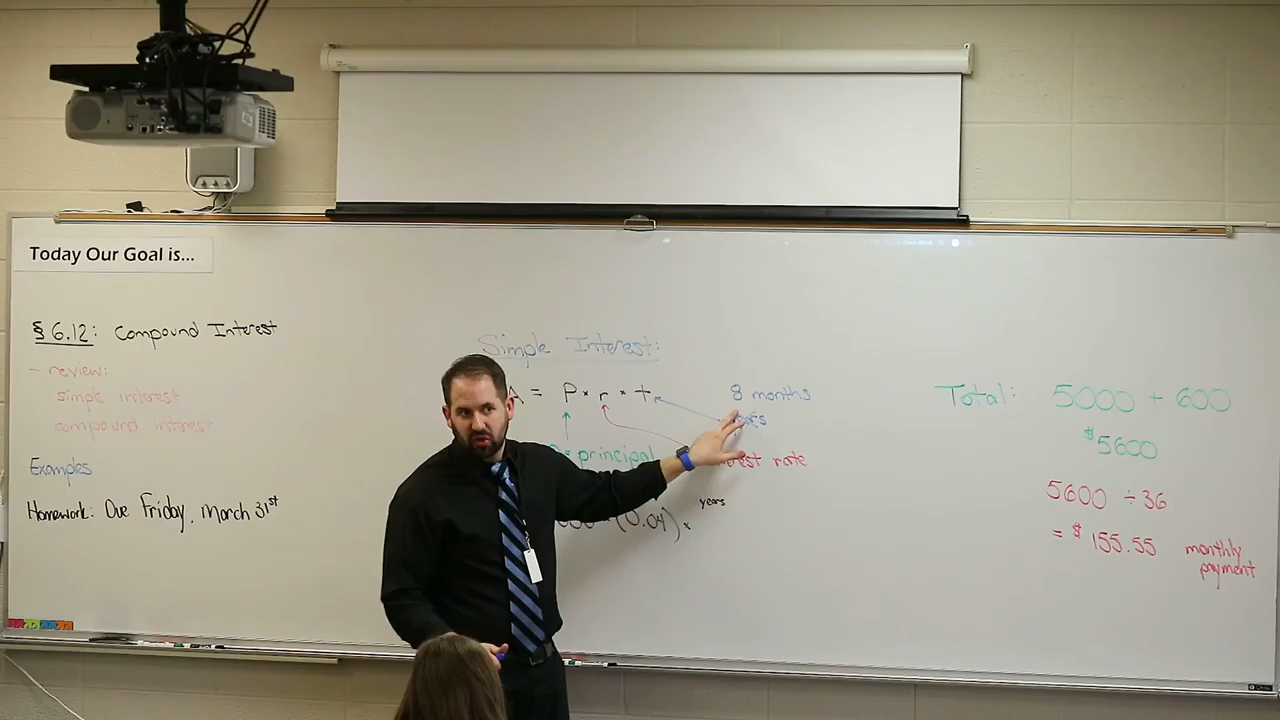 Today Our Goal is...
§ 6.12: Compound Interest
- review:
simple interest
compound interest
Examples
Homework: Due Friday, March 31st
Simple Interest:
= P * r * t
8 months
principal
rate
years
(0.04) *
Total: 5000 + 600
$5600
5600 ÷ 36
= $155.55 monthly payment